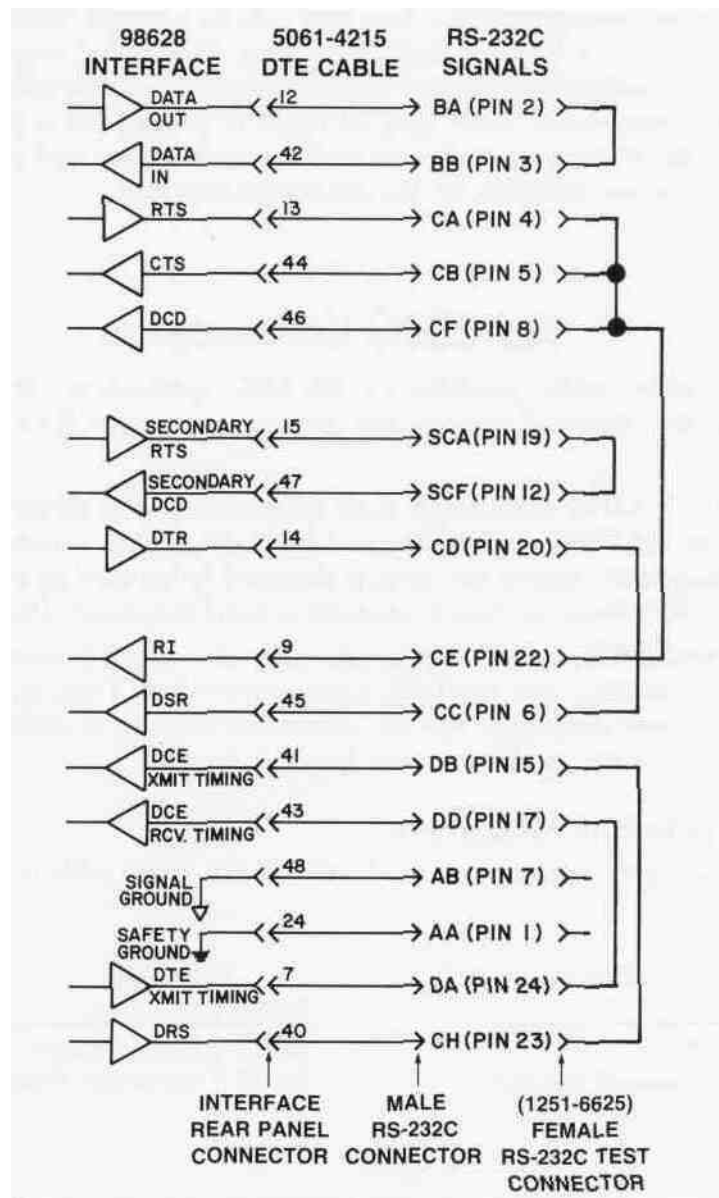 98628 5061-4215 RS-232C
INTERFACE DTE CABLE SIGNALS
DATA OUT 12 BA (PIN 2)
DATA IN 42 BB (PIN 3)
RTS 13 CA (PIN 4)
CTS 44 CB (PIN 5)
DCD 46 CF (PIN 8)
SECONDARY RTS 15 SCA (PIN 19)
SECONDARY DCD 47 SCF (PIN 12)
DTR 14 CD (PIN 20)
RI 9 CE (PIN 22)
DSR 45 CC (PIN 6)
DCE XMIT TIMING 41 DB (PIN 15)
DCE RCV. TIMING 43 DD (PIN 17)
SIGNAL GROUND 48 AB (PIN 7)
SAFETY GROUND 24 AA (PIN 1)
DTE XMIT TIMING 7 DA (PIN 24)
DRS 40 CH (PIN 23)
INTERFACE MALE (1251-6625)
REAR PANEL RS-232C FEMALE
CONNECTOR CONNECTOR RS-232C TEST
CONNECTOR